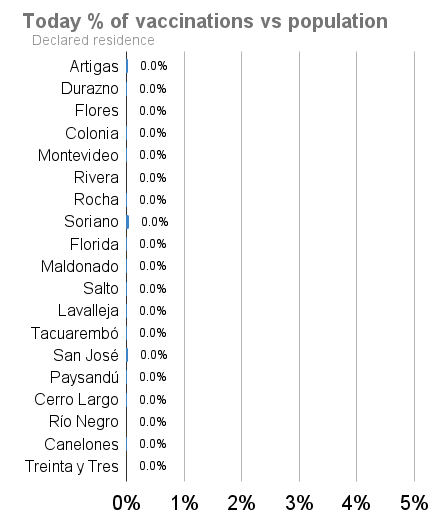 Today % of vaccinations vs population
Declared residence
Artigas 0.0%
Durazno 0.0%
Flores 0.0%
Colonia 0.0%
Montevideo 0.0%
Rivera 0.0%
Rocha 0.0%
Soriano 0.0%
Florida 0.0%
Maldonado 0.0%
Salto 0.0%
Lavalleja 0.0%
Tacuarembó 0.0%
San José 0.0%
Paysandú 0.0%
Cerro Largo 0.0%
Río Negro 0.0%
Canelones 0.0%
Treinta y Tres 0.0%
0% 1% 2% 3% 4% 5%